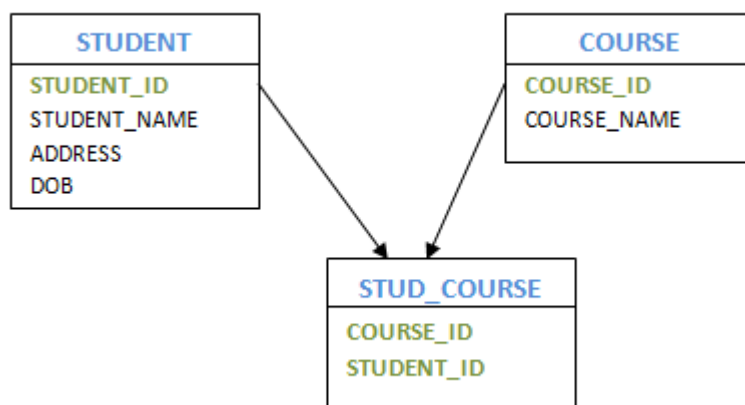 STUDENT
STUDENT_ID
STUDENT_NAME
ADDRESS
DOB
COURSE
COURSE_ID
COURSE_NAME
STUD_COURSE
COURSE_ID
STUDENT_ID